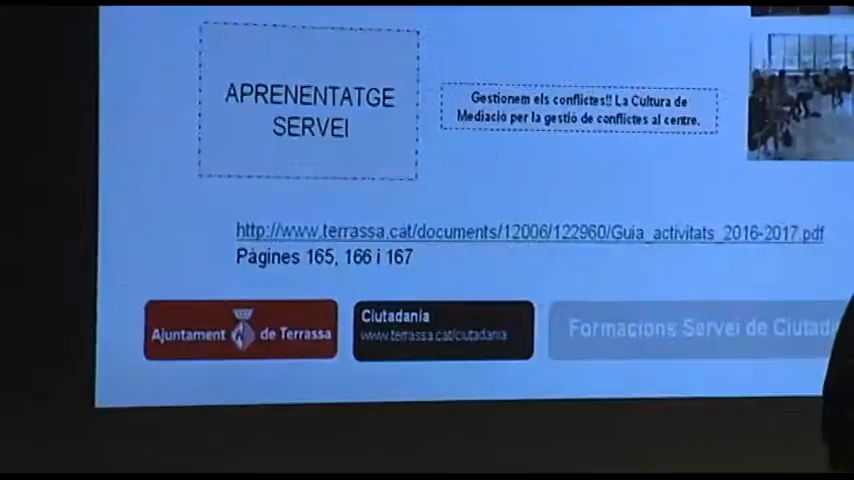 APRENENTATGE
SERVEI
Gestionem els conflictes!! La Cultura de
Mediació per la gestió de conflictes al centre.
http://www.terrassa.cat/documents/12006/122960/Guia_activitats_2016-2017.pdf
Pàgines 165, 166 i 167
Ajuntament de Terrassa
Ciutadania
www.terrassa.cat/ciutadania
Formacions Servei de